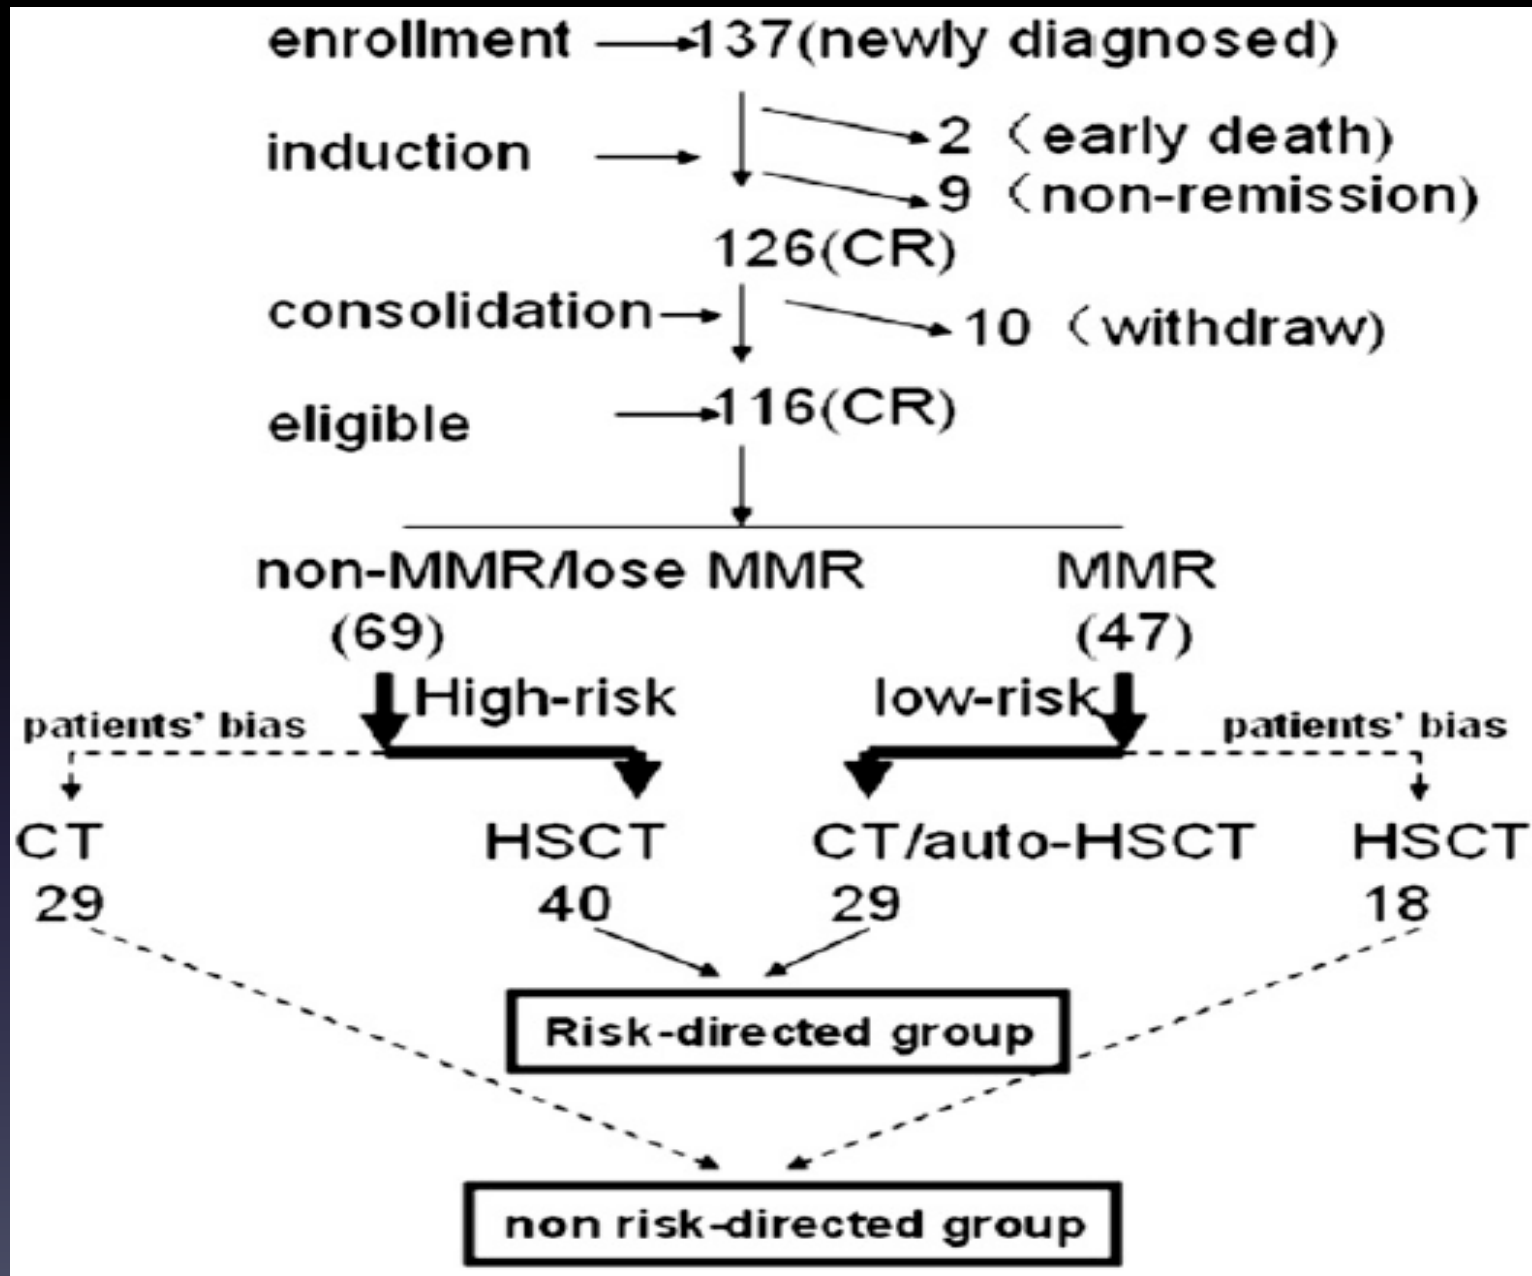 enrollment 137(newly diagnosed)
2 (early death)
induction
9 (non-remission)
126(CR)
consolidation
10 (withdraw)
116(CR)
eligible
non-MMR/lose MMR MMR
(69) (47)
High-risk low-risk
patients' bias patients' bias
CT HSCT CT/auto-HSCT HSCT
29 40 29 18
Risk-directed group
non risk-directed group